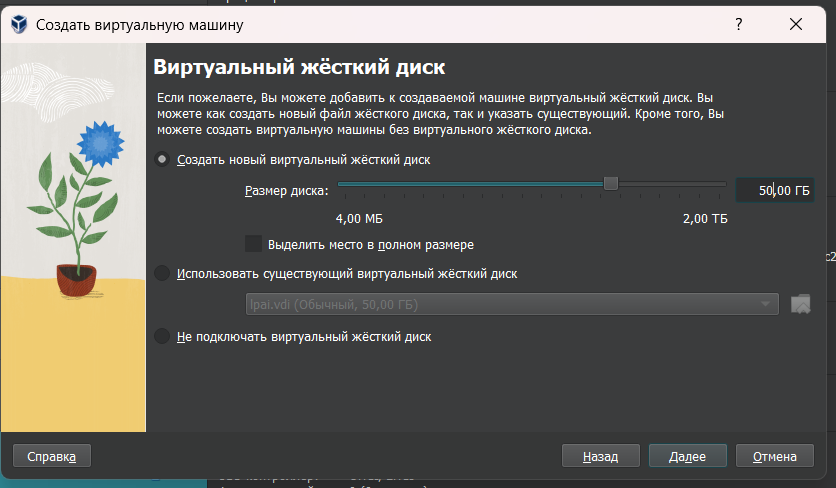 Создать виртуальную машину
?
Виртуальный жёсткий диск
Если пожелаете, Вы можете добавить к создаваемой машине виртуальный жёсткий диск. Вы
можете как создать новый файл жёсткого диска, так и указать существующий. Кроме того, Вы
можете создать виртуальную машины без виртуального жёсткого диска.
Создать новый виртуальный жёсткий диск
Размер диска:
50,00 ГБ
4,00 МБ
2,00 ТБ
Выделить место в полном размере
Использовать существующий виртуальный жёсткий диск
lpai.vdi (Обычный, 50,00 ГБ)
Не подключать виртуальный жёсткий диск
Справка
Назад
Далее
Отмена